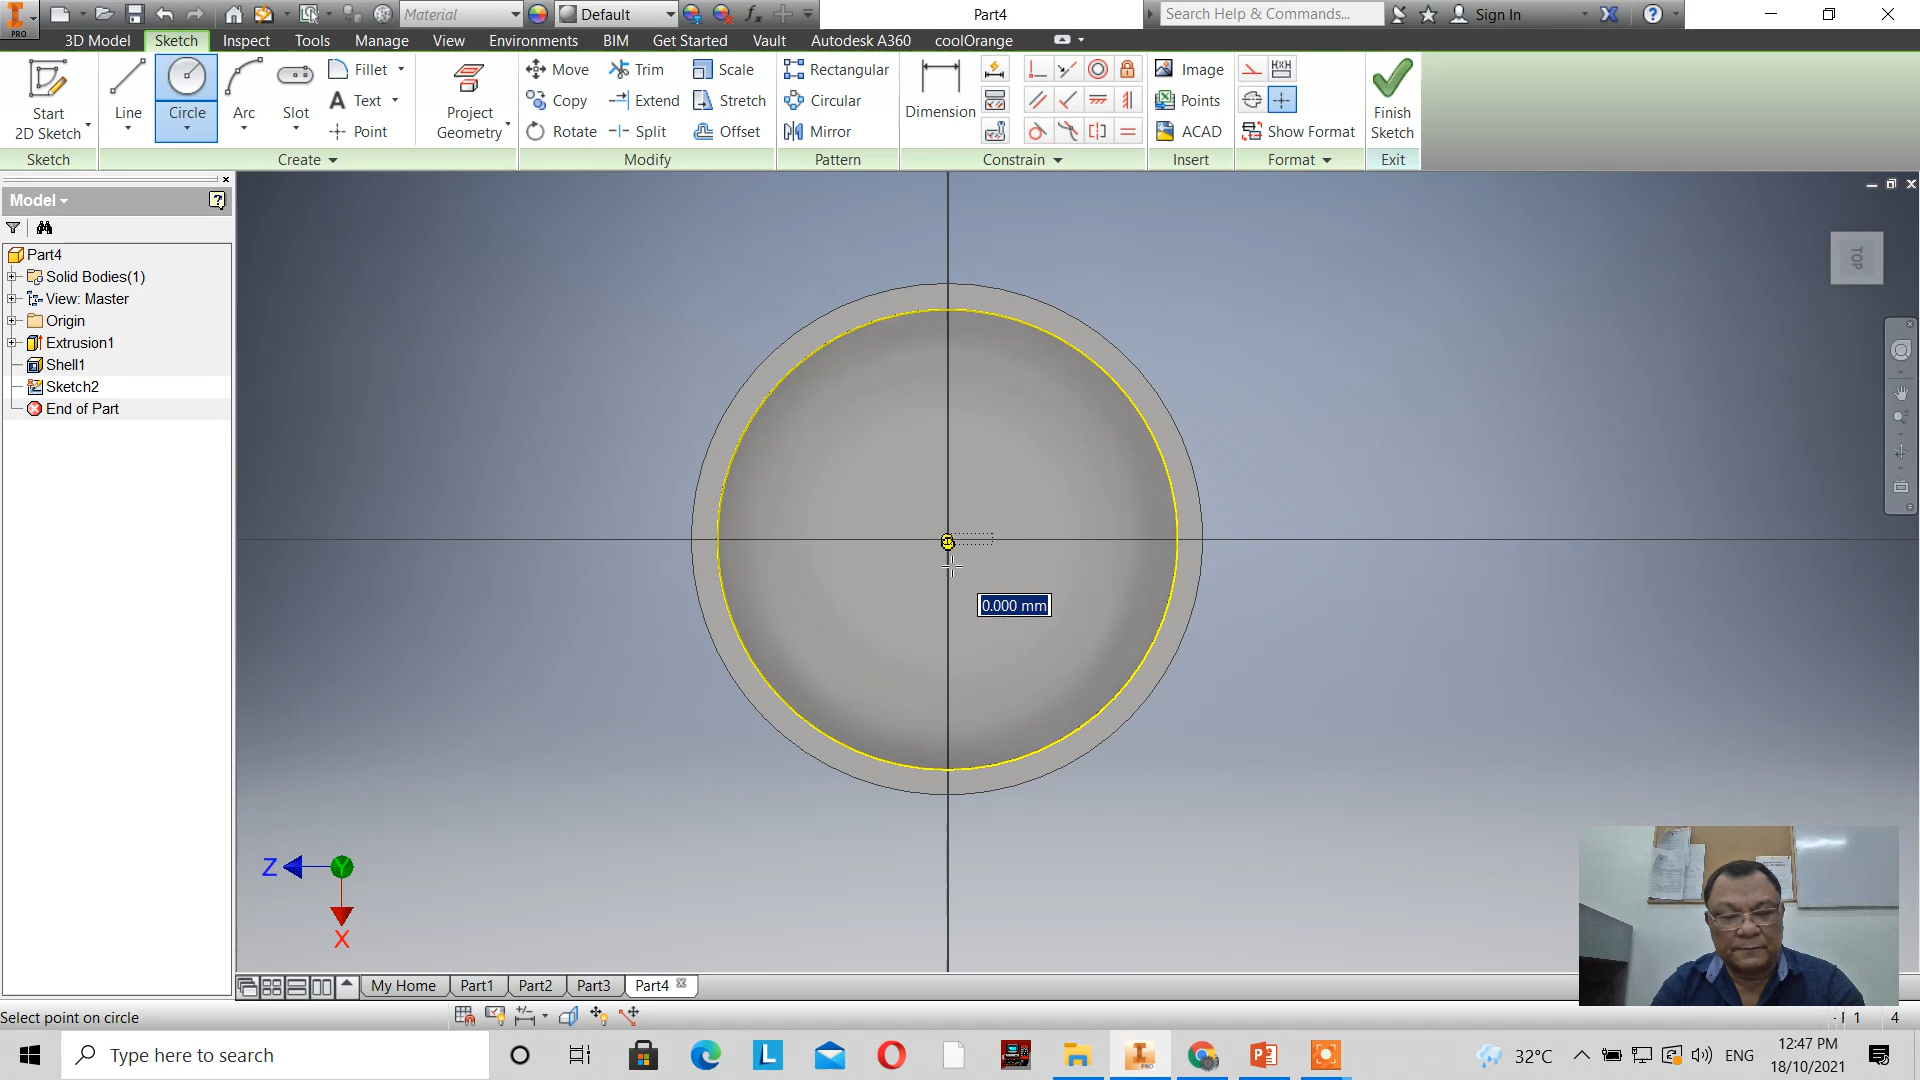 PRO
Material
Default
Part4
Search Help & Commands...
Sign In
3D Model
Sketch
Inspect
Tools
Manage
View
Environments
BIM
Get Started
Vault
Autodesk A360
coolOrange
Start
2D Sketch
Line
Circle
Arc
Slot
Fillet
Text
Point
Project
Geometry
Move
Copy
Rotate
Trim
Extend
Split
Scale
Stretch
Offset
Rectangular
Circular
Mirror
Dimension
Image
Points
ACAD
Show Format
Finish
Sketch
Sketch
Create
Modify
Pattern
Constrain
Insert
Format
Exit
Model
Part4
Solid Bodies(1)
View: Master
Origin
Extrusion1
Shell1
Sketch2
End of Part
TOP
0.000 mm
Z
Y
X
My Home
Part1
Part2
Part3
Part4
Select point on circle
1
4
Type here to search
L
PRO
32°C
ENG
12:47 PM
18/10/2021